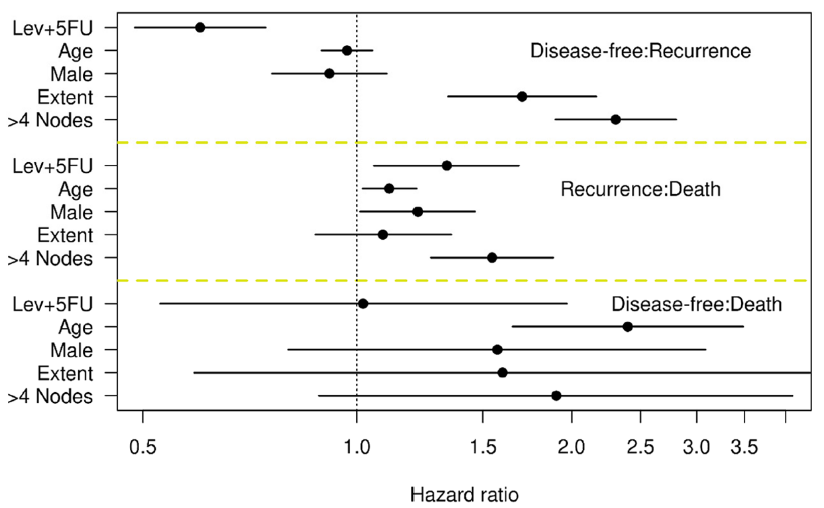 Lev+5FU
Age
Disease-free:Recurrence
Male
Extent
>4 Nodes
Lev+5FU
Age
Recurrence:Death
Male
Extent
>4 Nodes
Lev+5FU
Disease-free:Death
Age
Male
Extent
>4 Nodes
0.5 1.0 1.5 2.0 2.5 3.0 3.5
Hazard ratio